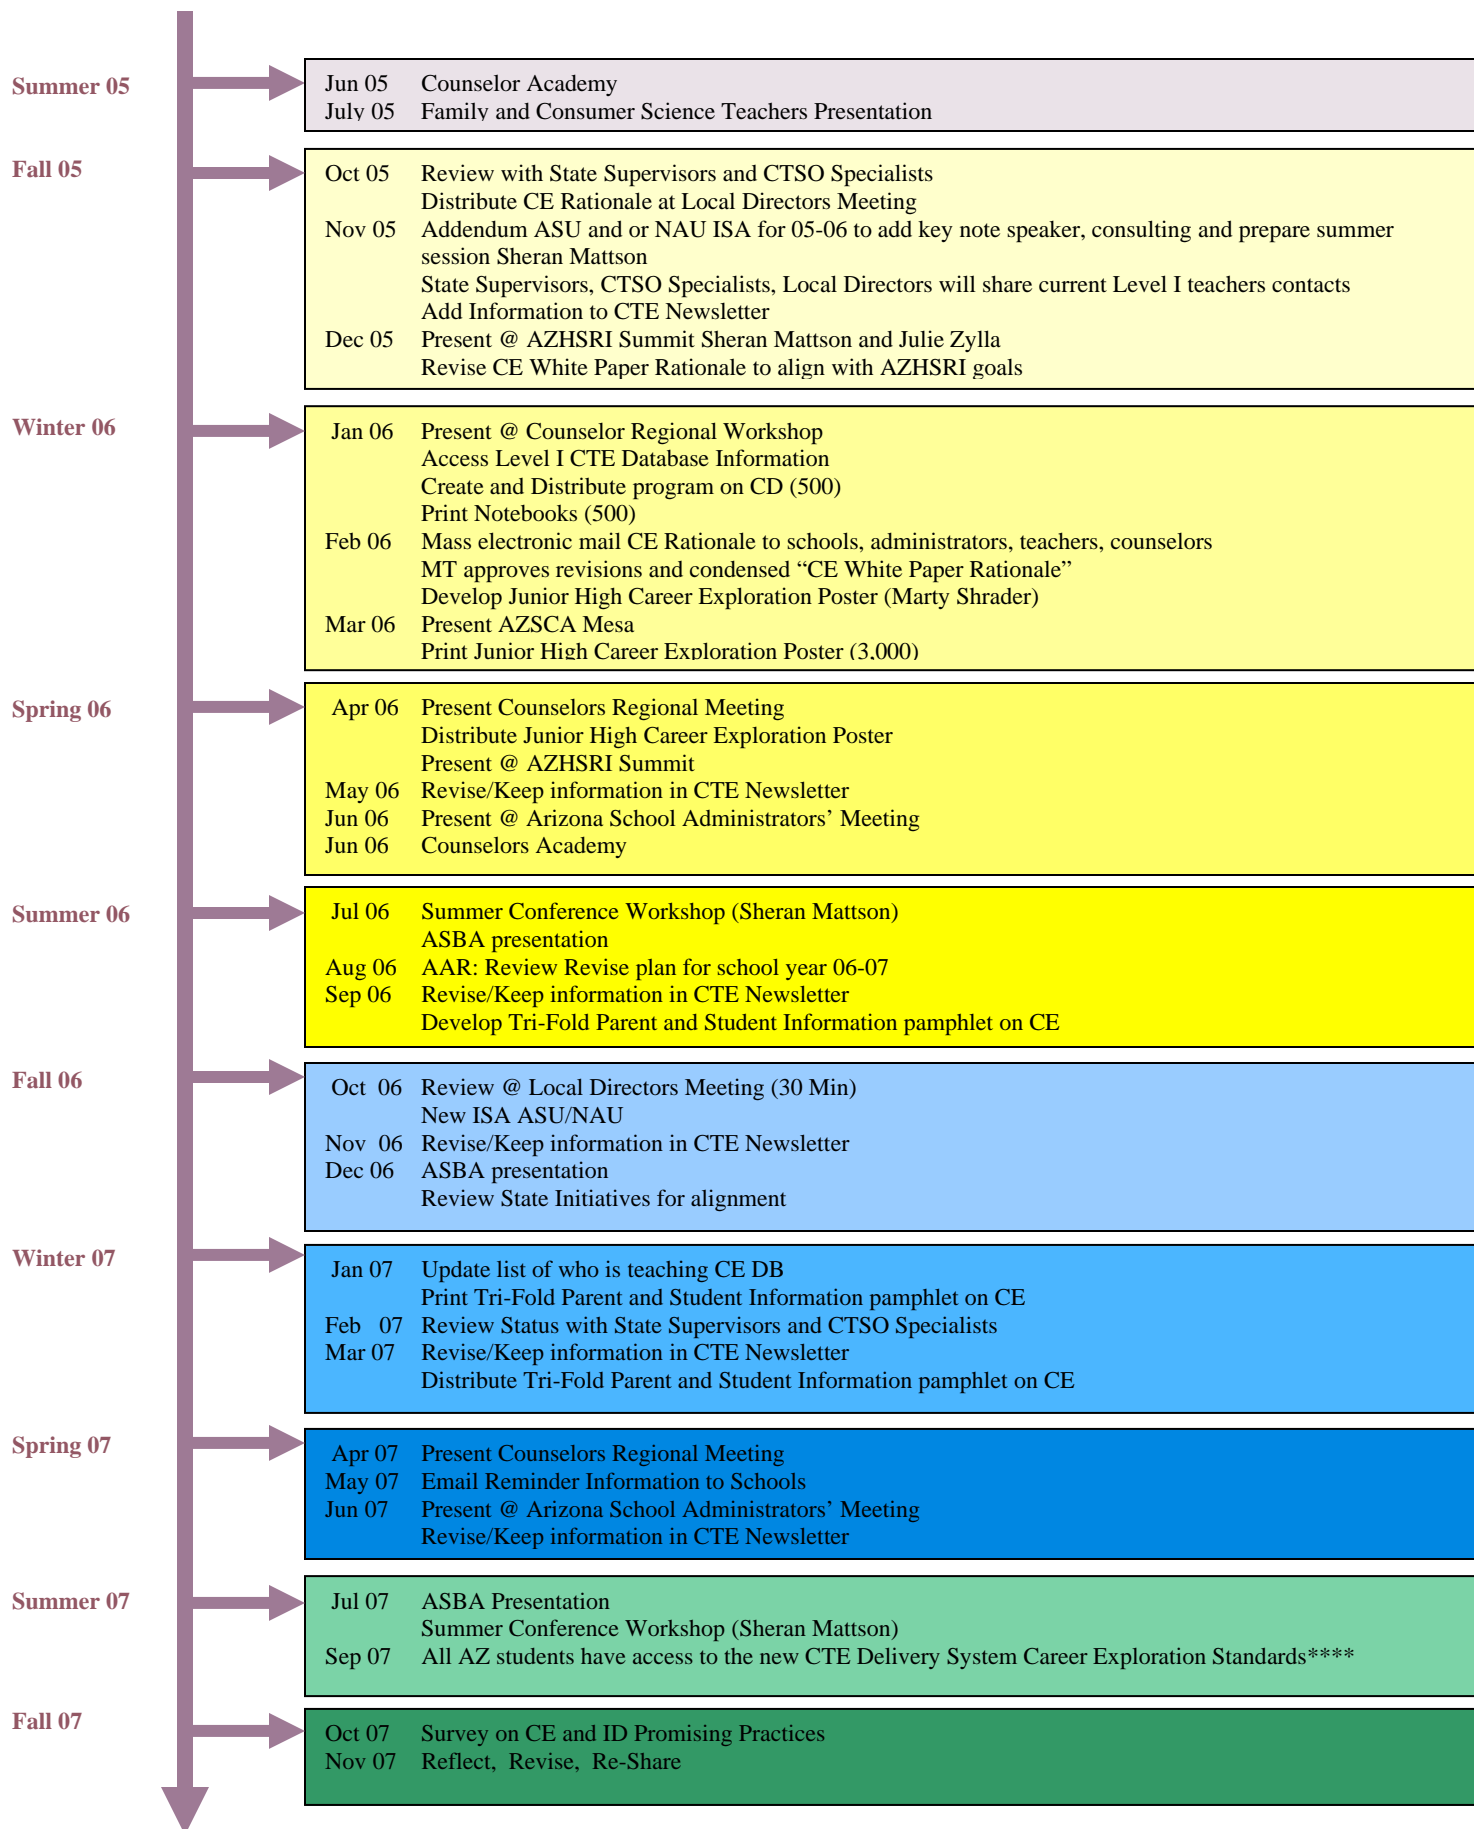 Summer 05
Jun 05 Counselor Academy
July 05 Family and Consumer Science Teachers Presentation
Fall 05
Oct 05 Review with State Supervisors and CTSO Specialists
Distribute CE Rationale at Local Directors Meeting
Nov 05 Addendum ASU and or NAU ISA for 05-06 to add key note speaker, consulting and prepare summer
session Sheran Mattson
State Supervisors, CTSO Specialists, Local Directors will share current Level I teachers contacts
Add Information to CTE Newsletter
Dec 05 Present @ AZHSRI Summit Sheran Mattson and Julie Zylla
Revise CE White Paper Rationale to align with AZHSRI goals
Winter 06
Jan 06 Present @ Counselor Regional Workshop
Access Level I CTE Database Information
Create and Distribute program on CD (500)
Print Notebooks (500)
Feb 06 Mass electronic mail CE Rationale to schools, administrators, teachers, counselors
MT approves revisions and condensed “CE White Paper Rationale”
Develop Junior High Career Exploration Poster (Marty Shrader)
Mar 06 Present AZSCA Mesa
Print Junior High Career Exploration Poster (3,000)
Spring 06
Apr 06 Present Counselors Regional Meeting
Distribute Junior High Career Exploration Poster
Present @ AZHSRI Summit
May 06 Revise/Keep information in CTE Newsletter
Jun 06 Present @ Arizona School Administrators’ Meeting
Jun 06 Counselors Academy
Summer 06
Jul 06 Summer Conference Workshop (Sheran Mattson)
ASBA presentation
Aug 06 AAR: Review Revise plan for school year 06-07
Sep 06 Revise/Keep information in CTE Newsletter
Develop Tri-Fold Parent and Student Information pamphlet on CE
Fall 06
Oct 06 Review @ Local Directors Meeting (30 Min)
New ISA ASU/NAU
Nov 06 Revise/Keep information in CTE Newsletter
Dec 06 ASBA presentation
Review State Initiatives for alignment
Winter 07
Jan 07 Update list of who is teaching CE DB
Print Tri-Fold Parent and Student Information pamphlet on CE
Feb 07 Review Status with State Supervisors and CTSO Specialists
Mar 07 Revise/Keep information in CTE Newsletter
Distribute Tri-Fold Parent and Student Information pamphlet on CE
Spring 07
Apr 07 Present Counselors Regional Meeting
May 07 Email Reminder Information to Schools
Jun 07 Present @ Arizona School Administrators’ Meeting
Revise/Keep information in CTE Newsletter
Summer 07
Jul 07 ASBA Presentation
Summer Conference Workshop (Sheran Mattson)
Sep 07 All AZ students have access to the new CTE Delivery System Career Exploration Standards****
Fall 07
Oct 07 Survey on CE and ID Promising Practices
Nov 07 Reflect, Revise, Re-Share